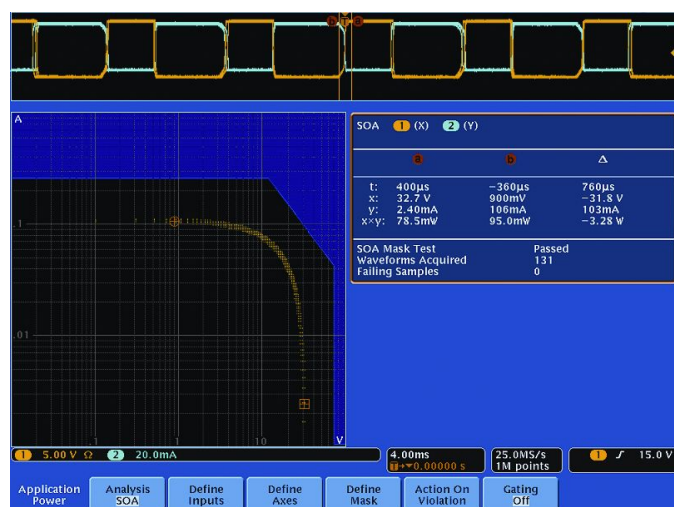 b T a
A
.1
.01
.1 1 10 V
SOA 1 (X) 2 (Y)
a b Δ
t: 400µs −360µs 760µs
x: 32.7 V 900mV −31.8 V
y: 2.40mA 106mA 103mA
x×y: 78.5mW 95.0mW −3.28 W
SOA Mask Test Passed
Waveforms Acquired 131
Failing Samples 0
1 5.00 V Ω 2 20.0mA
4.00ms
T→▼0.00000 s
25.0MS/s
1M points
1 ʃ 15.0 V
Application
Power
Analysis
SOA
Define
Inputs
Define
Axes
Define
Mask
Action On
Violation
Gating
Off